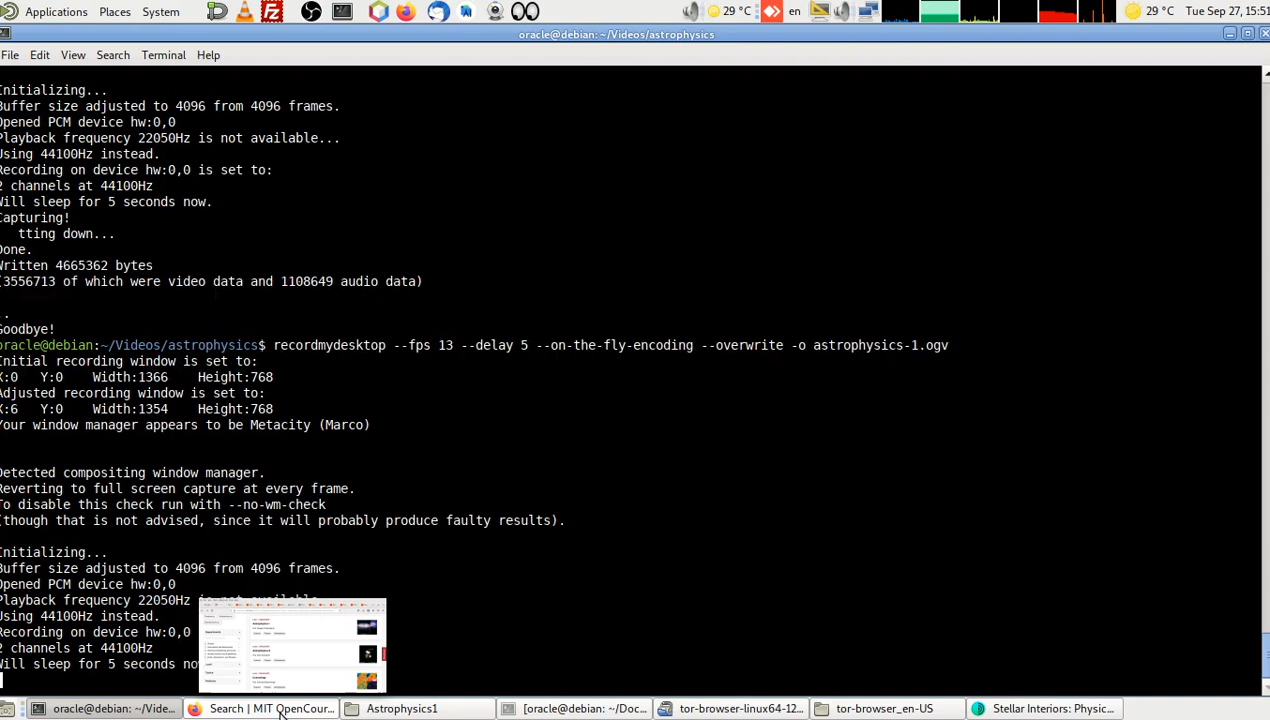 Applications Places System 29 °C en 29 °C Tue Sep 27, 15:51
oracle@debian: ~/Videos/astrophysics
File Edit View Search Terminal Help
Initializing...
Buffer size adjusted to 4096 from 4096 frames.
Opened PCM device hw:0,0
Playback frequency 22050Hz is not available...
Using 44100Hz instead.
Recording on device hw:0,0 is set to:
2 channels at 44100Hz
Will sleep for 5 seconds now.
Capturing!
tting down...
Done.
Written 4665362 bytes
(3556713 of which were video data and 1108649 audio data)
..
Goodbye!
oracle@debian:~/Videos/astrophysics$ recordmydesktop --fps 13 --delay 5 --on-the-fly-encoding --overwrite -o astrophysics-1.ogv
Initial recording window is set to:
X:0 Y:0 Width:1366 Height:768
Adjusted recording window is set to:
X:6 Y:0 Width:1354 Height:768
Your window manager appears to be Metacity (Marco)
Detected compositing window manager.
Reverting to full screen capture at every frame.
To disable this check run with --no-wm-check
(though that is not advised, since it will probably produce faulty results).
Initializing...
Buffer size adjusted to 4096 from 4096 frames.
Opened PCM device hw:0,0
Playback frequency 22050Hz is not available
Using 44100Hz instead.
Recording on device hw:0,0
2 channels at 44100Hz
Will sleep for 5 seconds no
oracle@debian: ~/Vide... Search | MIT OpenCour... Astrophysics1 [oracle@debian: ~/Doc... tor-browser-linux64-12... tor-browser_en-US Stellar Interiors: Physic...